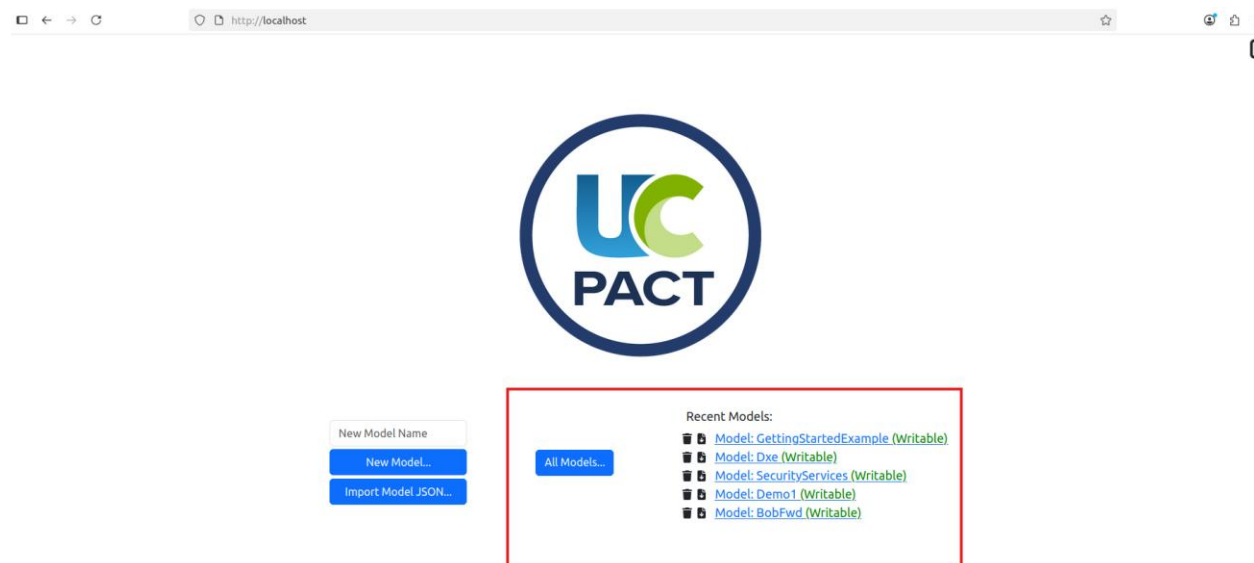 http://localhost
UC
PACT
New Model Name
New Model...
Import Model JSON...
All Models...
Recent Models:
Model: GettingStartedExample (Writable)
Model: Dxe (Writable)
Model: SecurityServices (Writable)
Model: Demo1 (Writable)
Model: BobFwd (Writable)